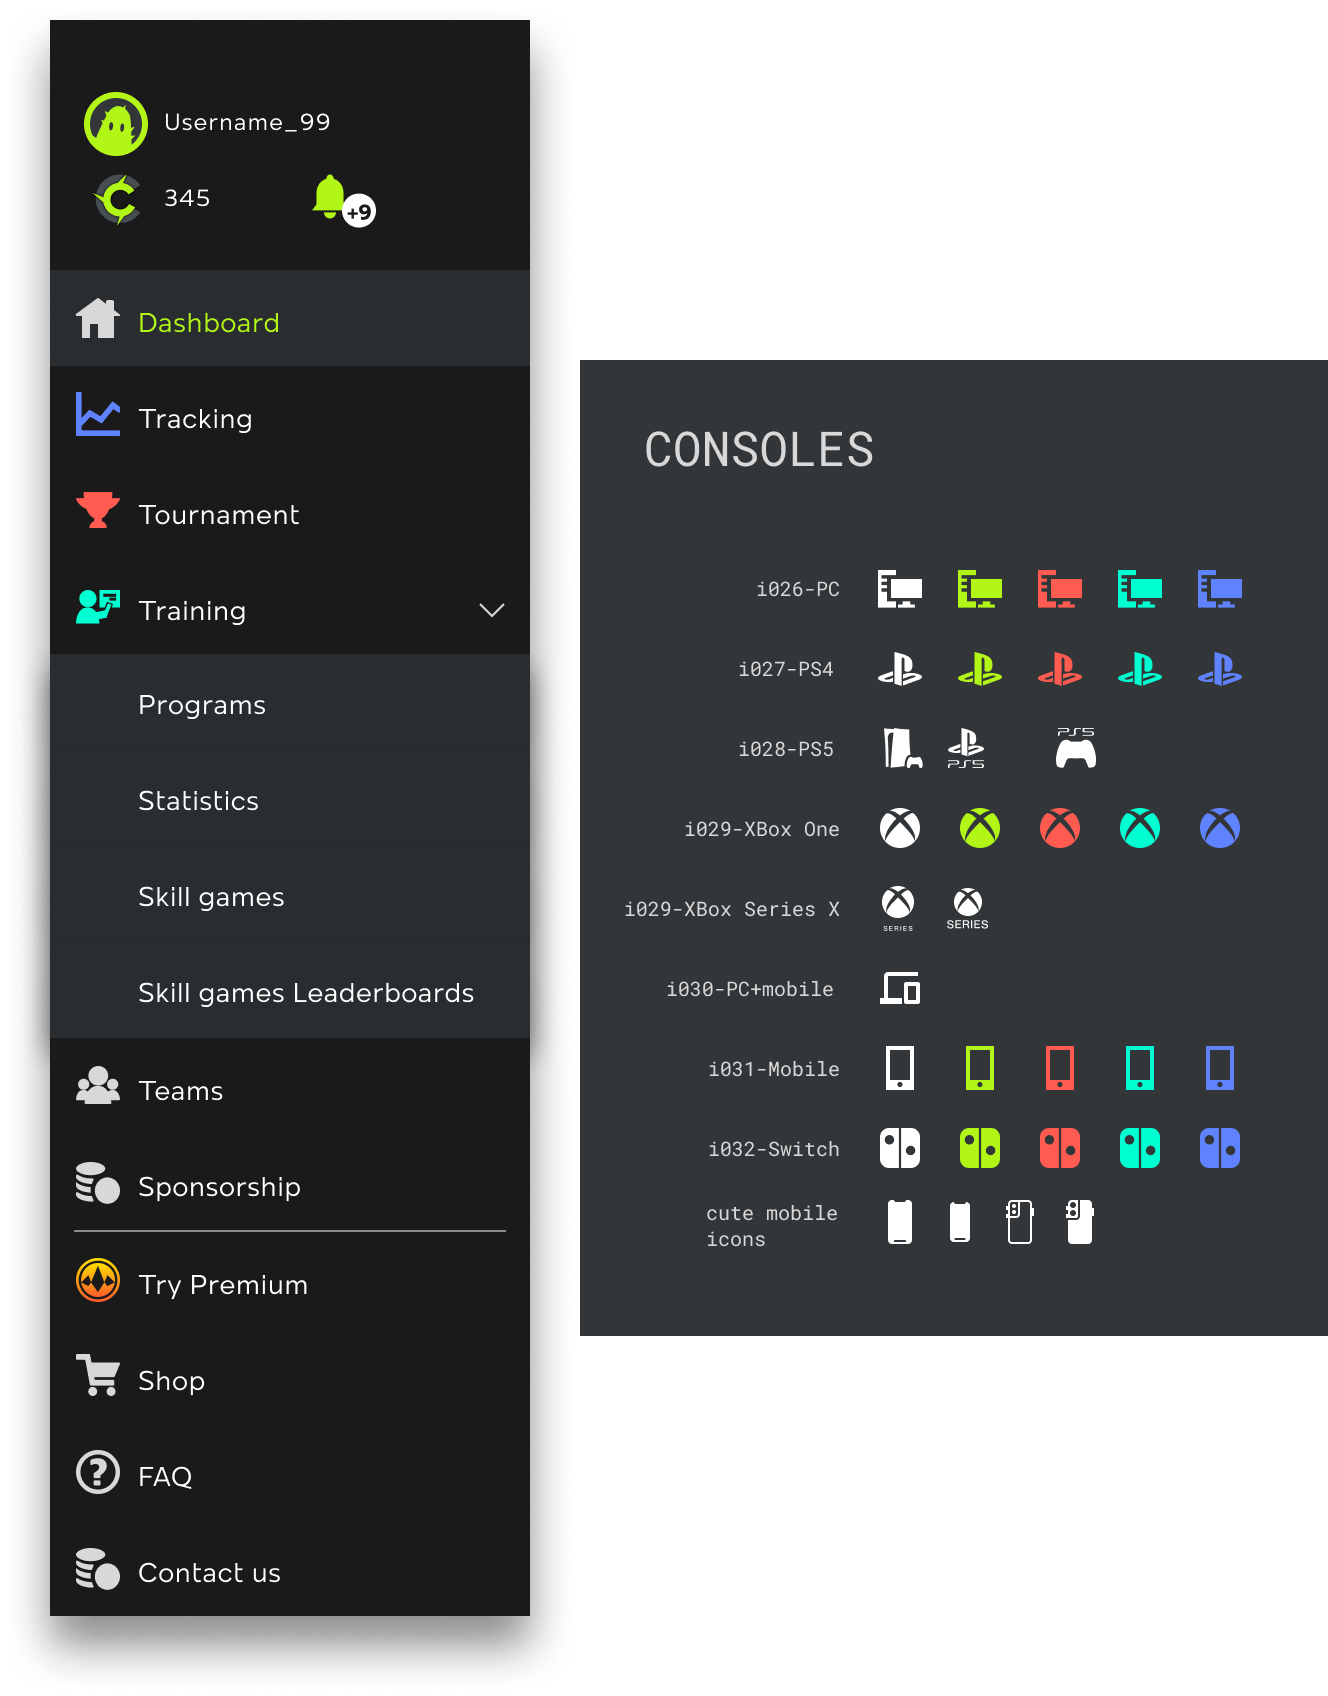 Username_99
345
+9
Dashboard
Tracking
Tournament
Training
Programs
Statistics
Skill games
Skill games Leaderboards
Teams
Sponsorship
Try Premium
Shop
FAQ
Contact us
CONSOLES
i026-PC
i027-PS4
i028-PS5
PS5
PS5
i029-XBox One
i029-XBox Series X
SERIES
SERIES
i030-PC+mobile
i031-Mobile
i032-Switch
cute mobile
icons